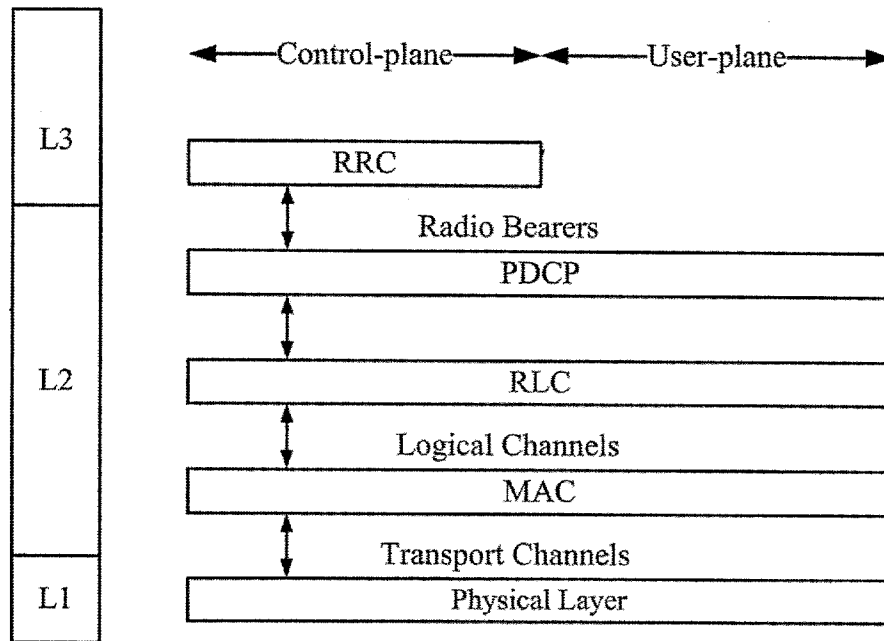 Control-plane
User-plane
L3
RRC
Radio Bearers
PDCP
L2
RLC
Logical Channels
MAC
Transport Channels
L1
Physical Layer